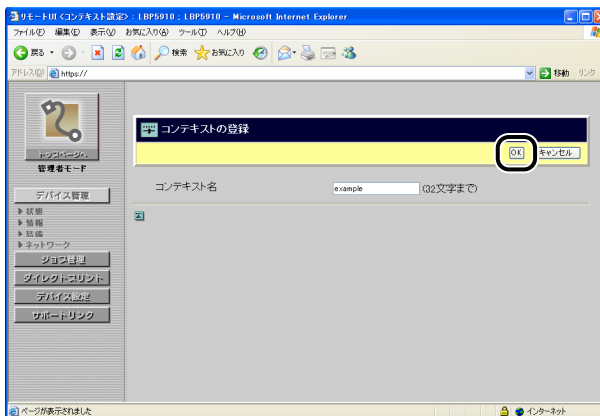 リモートUI <コンテキスト設定> : LBP5910 ; LBP5910 - Microsoft Internet Explorer
ファイル(F) 編集(E) 表示(V) お気に入り(A) ツール(T) ヘルプ(H)
戻る 検索 お気に入り
アドレス(D) https:// 移動 リンク
コンテキストの登録
OK キャンセル
トップページへ
管理者モード
コンテキスト名 example (32文字まで)
デバイス管理
状態
情報
装備
ネットワーク
ジョブ管理
ダイレクトプリント
デバイス設定
サポートリンク
ページが表示されました インターネット